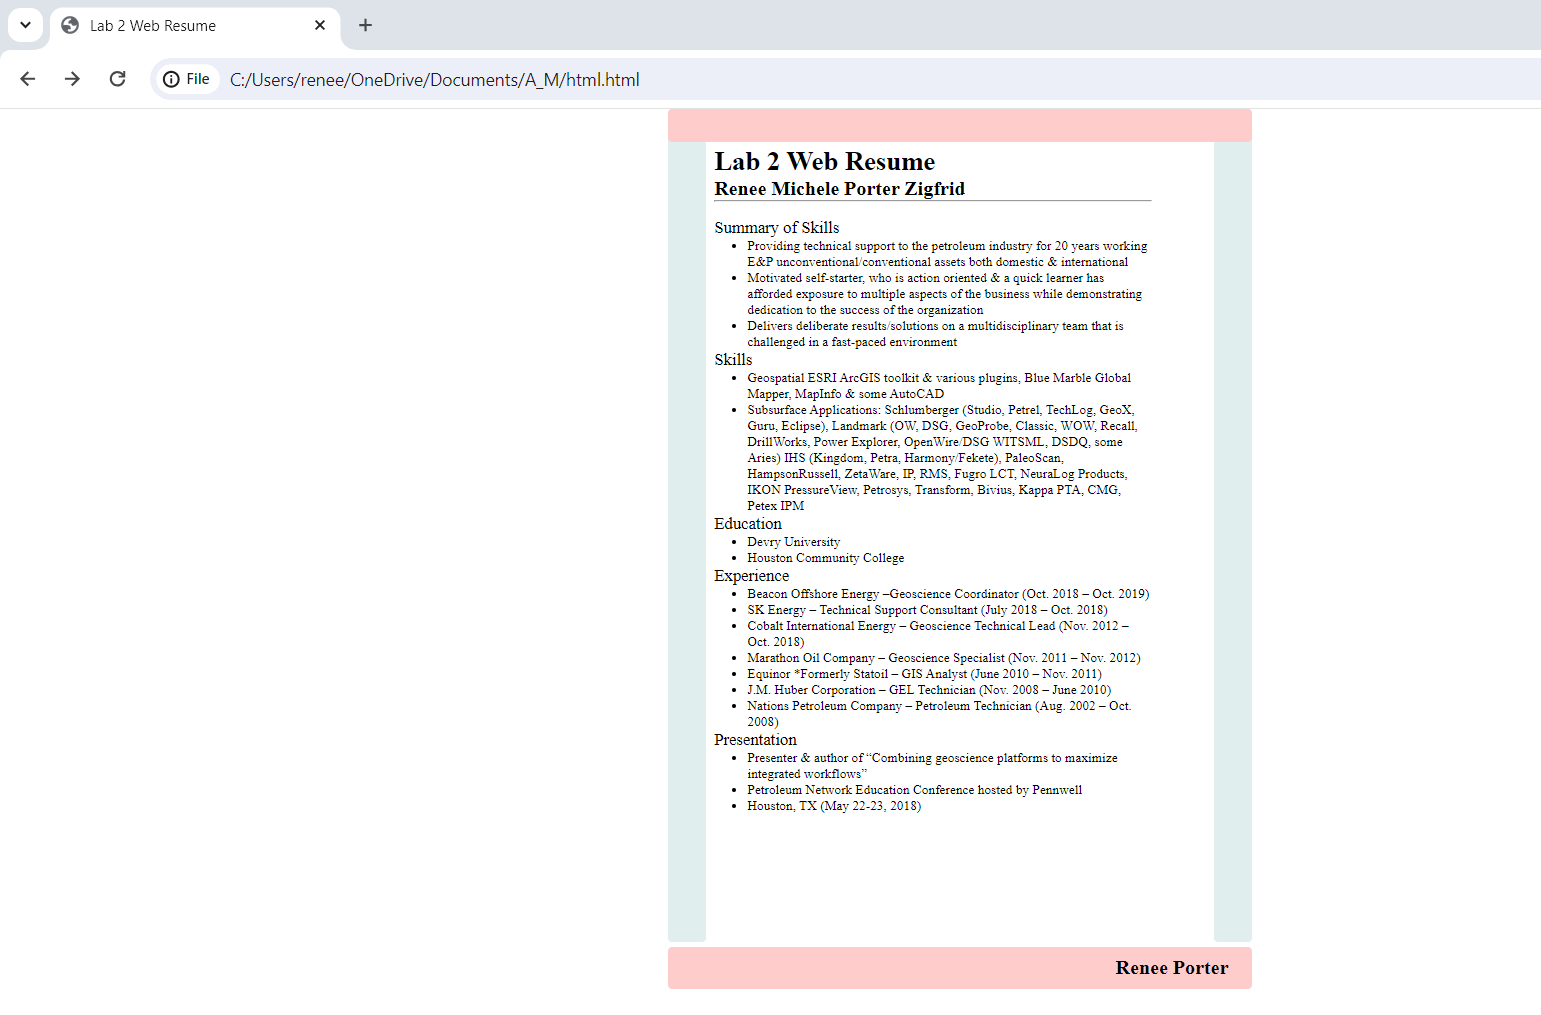 Lab 2 Web Resume
File
C:/Users/renee/OneDrive/Documents/A_M/html.html
Lab 2 Web Resume
Renee Michele Porter Zigfrid
Summary of Skills
• Providing technical support to the petroleum industry for 20 years working
E&P unconventional/conventional assets both domestic & international
• Motivated self-starter, who is action oriented & a quick learner has
afforded exposure to multiple aspects of the business while demonstrating
dedication to the success of the organization
• Delivers deliberate results/solutions on a multidisciplinary team that is
challenged in a fast-paced environment
Skills
• Geospatial ESRI ArcGIS toolkit & various plugins, Blue Marble Global
Mapper, MapInfo & some AutoCAD
• Subsurface Applications: Schlumberger (Studio, Petrel, TechLog, GeoX,
Guru, Eclipse), Landmark (OW, DSG, GeoProbe, Classic, WOW, Recall,
DrillWorks, Power Explorer, OpenWire/DSG WITSML, DSDQ, some
Aries) IHS (Kingdom, Petra, Harmony/Fekete), PaleoScan,
HampsonRussell, ZetaWare, IP, RMS, Fugro LCT, NeuraLog Products,
IKON PressureView, Petrosys, Transform, Bivius, Kappa PTA, CMG,
Petex IPM
Education
• Devry University
• Houston Community College
Experience
• Beacon Offshore Energy –Geoscience Coordinator (Oct. 2018 – Oct. 2019)
• SK Energy – Technical Support Consultant (July 2018 – Oct. 2018)
• Cobalt International Energy – Geoscience Technical Lead (Nov. 2012 –
Oct. 2018)
• Marathon Oil Company – Geoscience Specialist (Nov. 2011 – Nov. 2012)
• Equinor *Formerly Statoil – GIS Analyst (June 2010 – Nov. 2011)
• J.M. Huber Corporation – GEL Technician (Nov. 2008 – June 2010)
• Nations Petroleum Company – Petroleum Technician (Aug. 2002 – Oct.
2008)
Presentation
• Presenter & author of “Combining geoscience platforms to maximize
integrated workflows”
• Petroleum Network Education Conference hosted by Pennwell
• Houston, TX (May 22-23, 2018)
Renee Porter